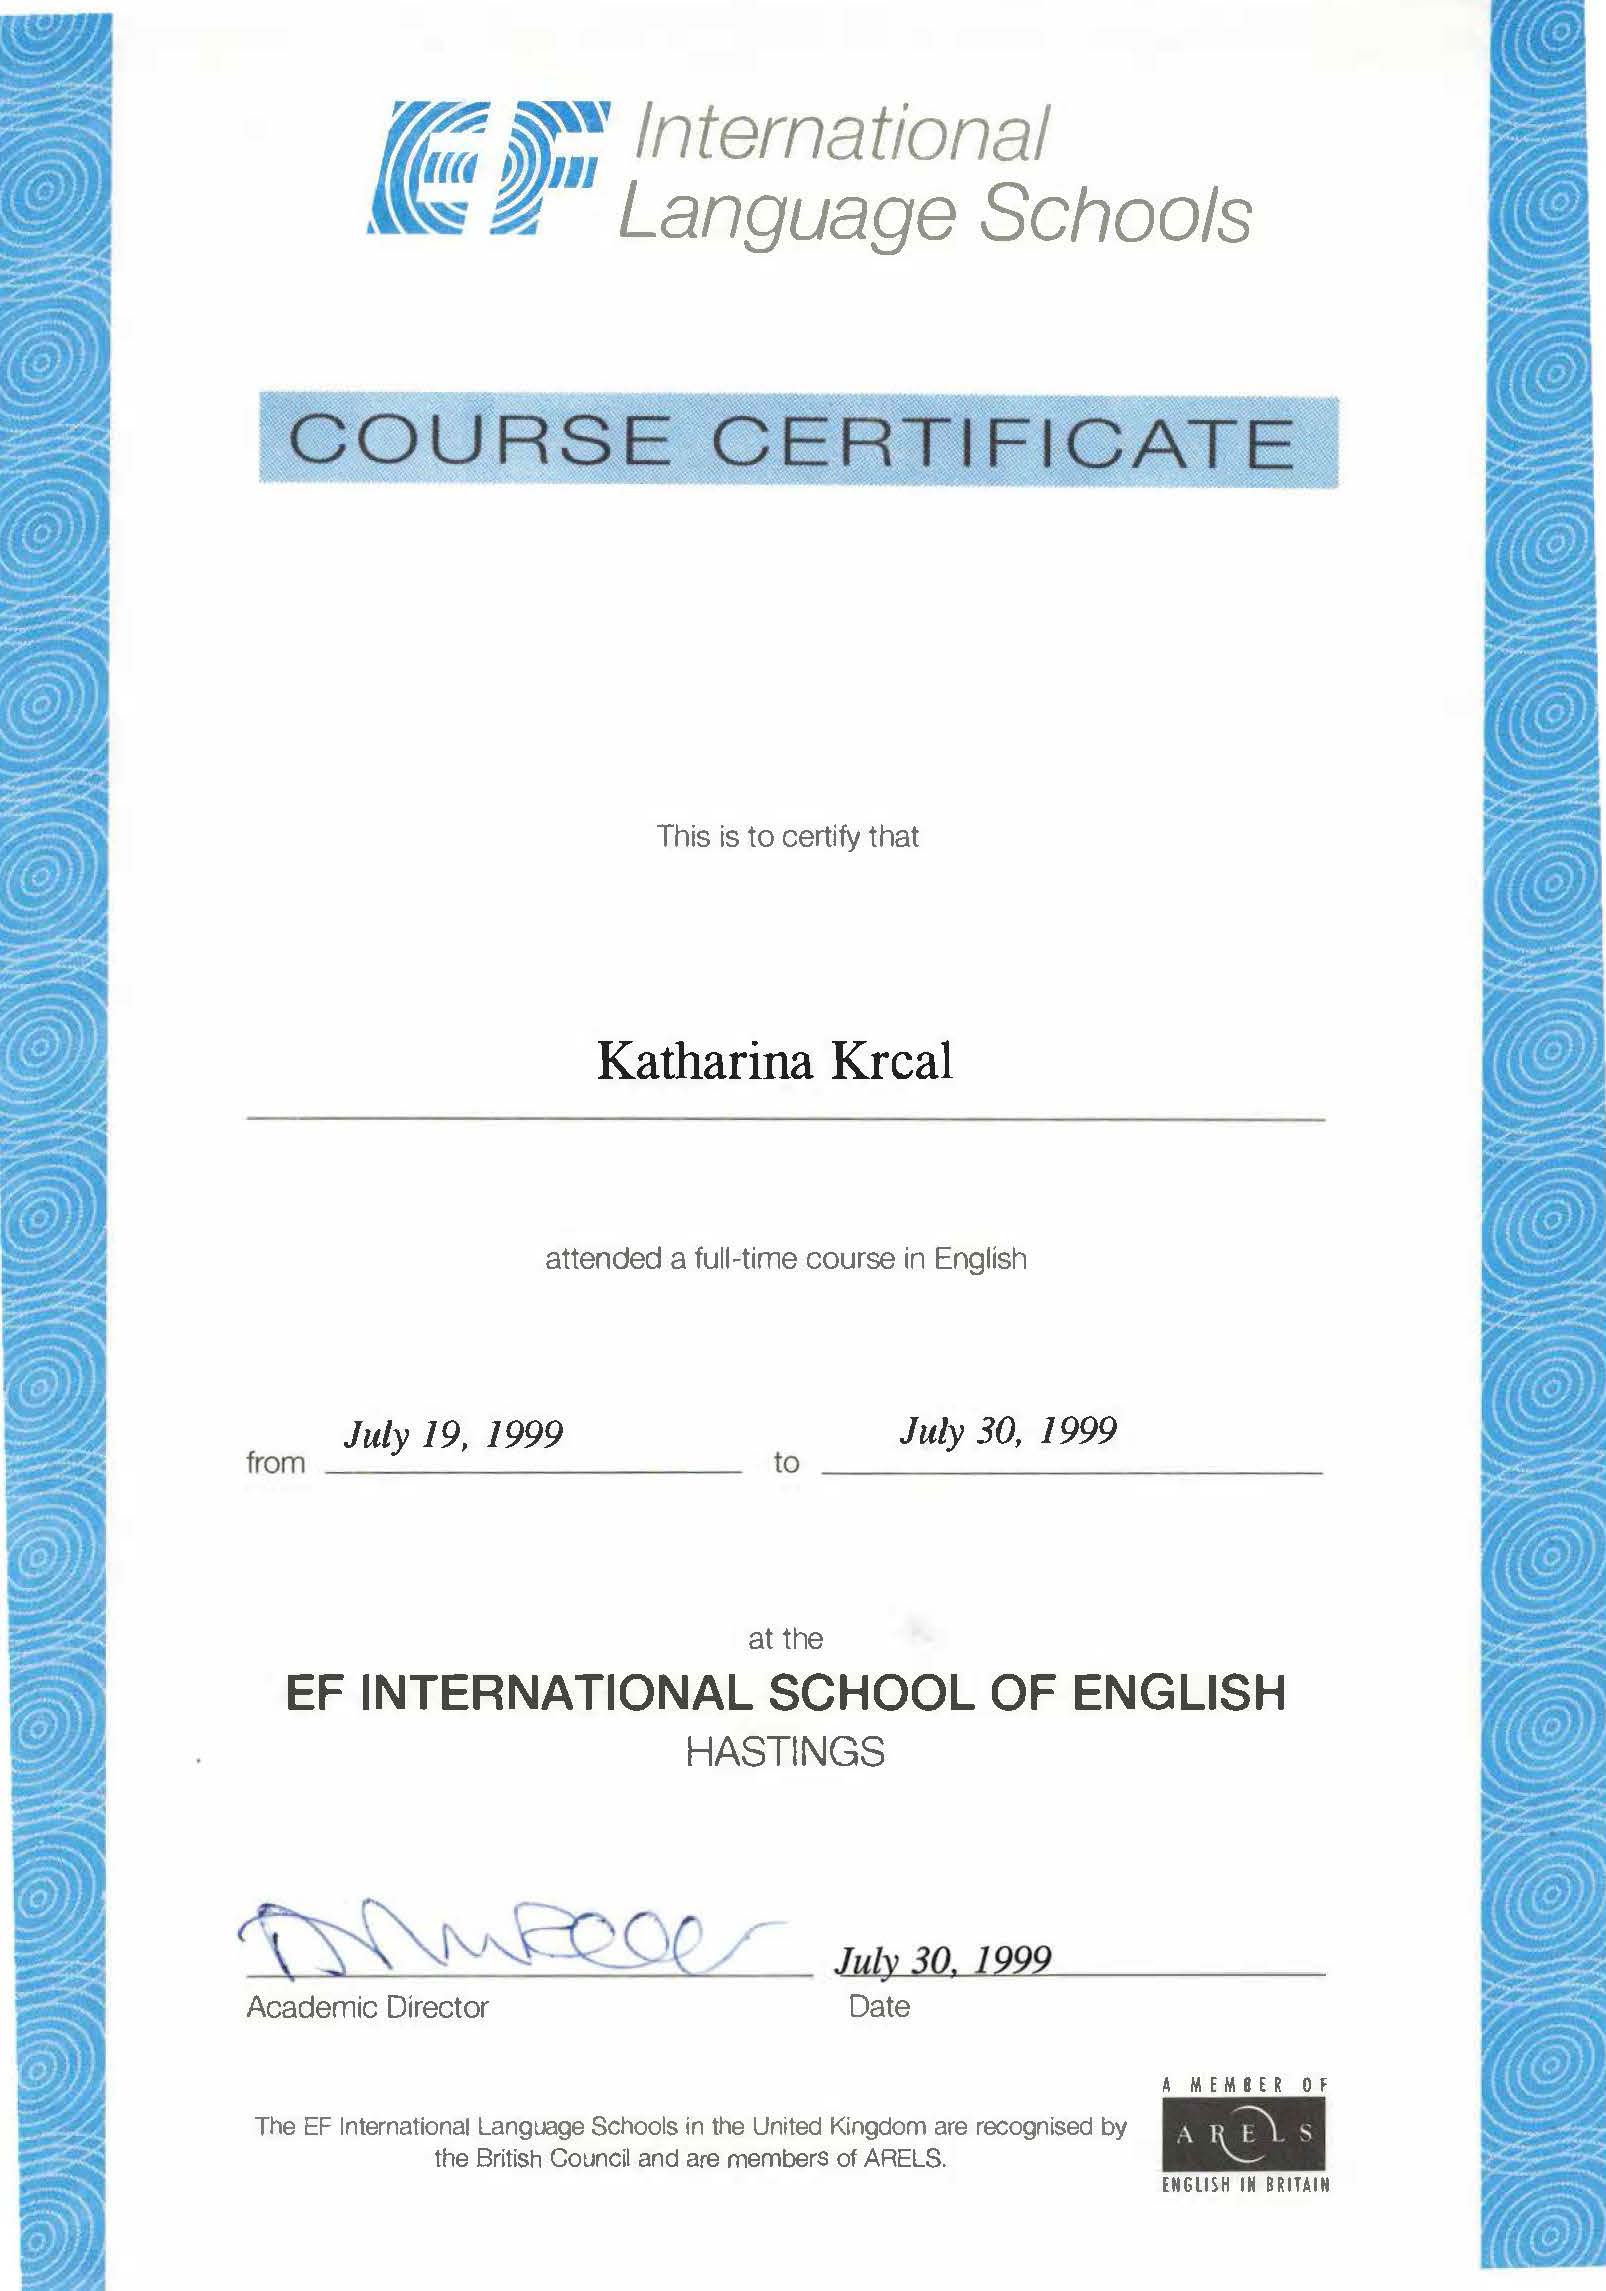 EF International
Language Schools
COURSE CERTIFICATE
This is to certify that
Katharina Krcal
attended a full-time course in English
from July 19, 1999 to July 30, 1999
at the
EF INTERNATIONAL SCHOOL OF ENGLISH
HASTINGS
July 30, 1999
Academic Director Date
A MEMBER OF
The EF International Language Schools in the United Kingdom are recognised by
the British Council and are members of ARELS.
ARELS
ENGLISH IN BRITAIN